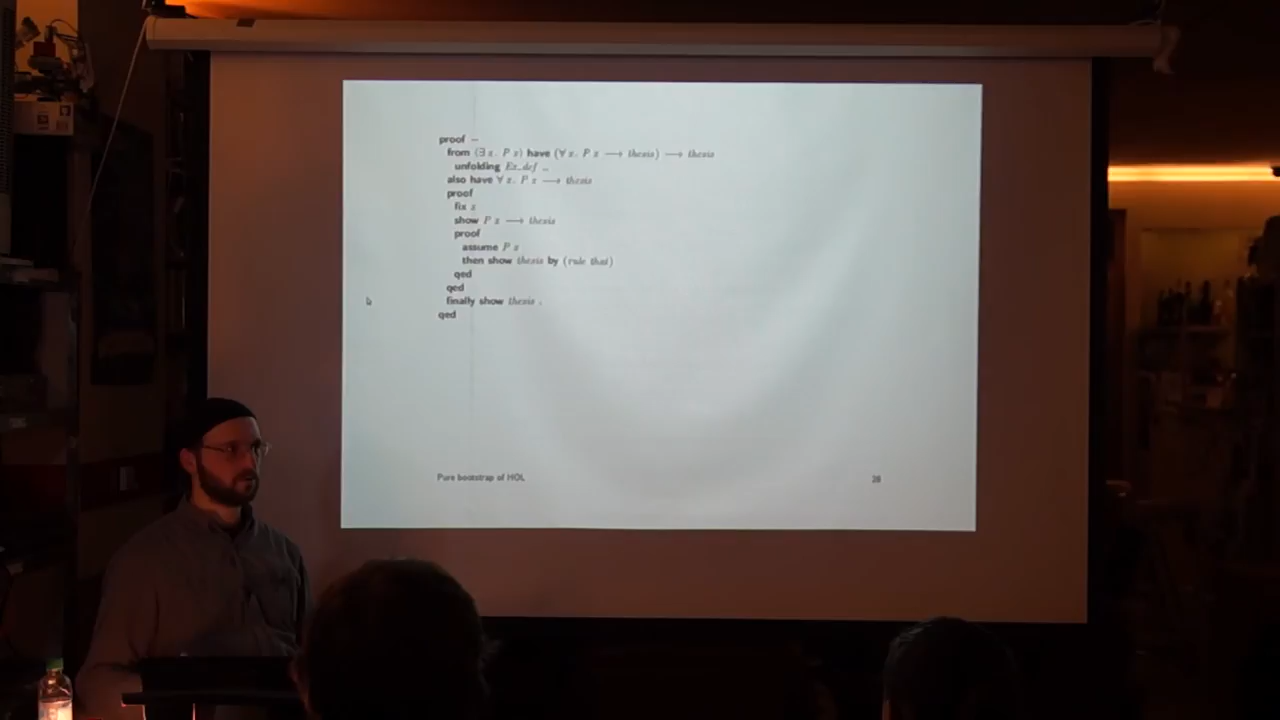 proof –
from (∃ x. P x) have (∀ x. P x ⟶ thesis) ⟶ thesis
unfolding Ex_def ..
also have ∀ x. P x ⟶ thesis
proof
fix x
show P x ⟶ thesis
proof
assume P x
then show thesis by (rule that)
qed
qed
finally show thesis .
qed
Pure bootstrap of HOL